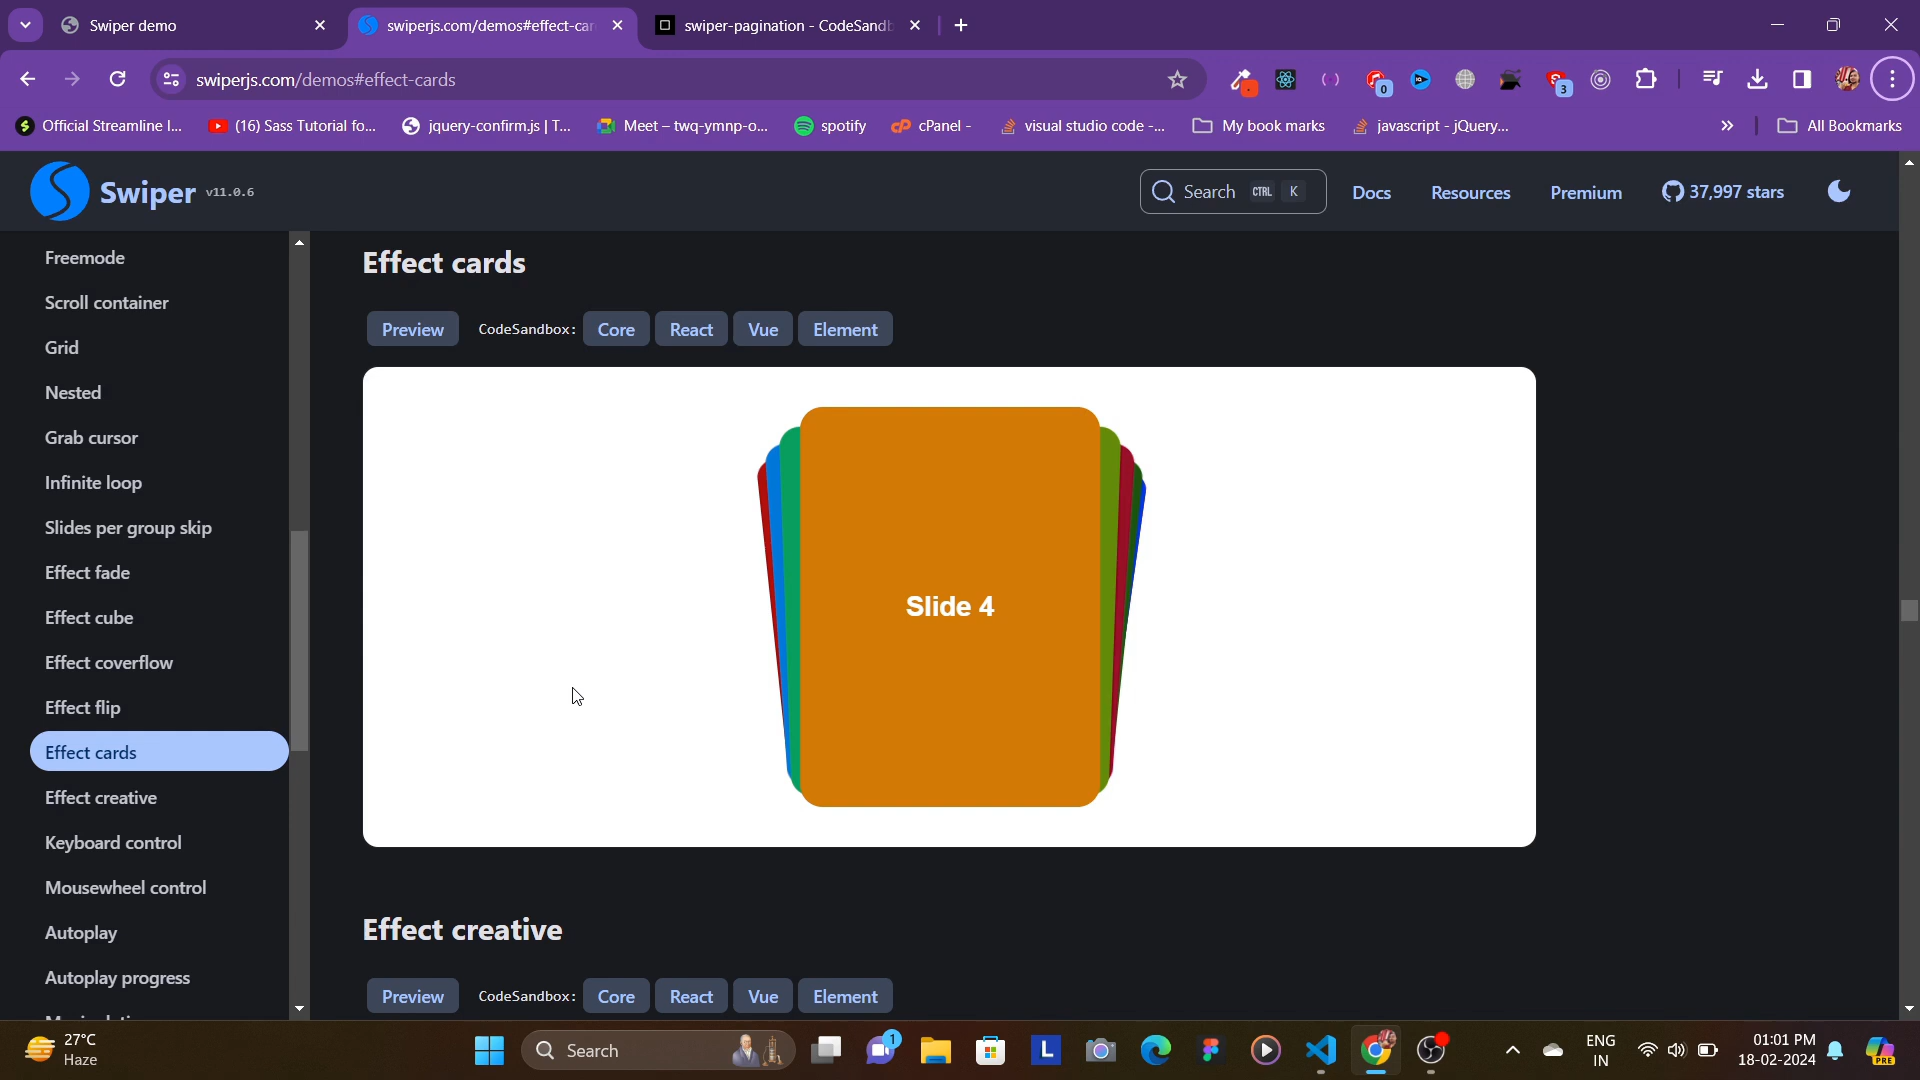 Swiper demo
swiperjs.com/demos#effect-car
swiper-pagination - CodeSandb
swiperjs.com/demos#effect-cards
0
3
Official Streamline I...
(16) Sass Tutorial fo...
jquery-confirm.js | T...
Meet – twq-ymnp-o...
spotify
cPanel -
visual studio code -...
My book marks
javascript - jQuery...
All Bookmarks
Swiper v11.0.6
Search CTRL K
Docs
Resources
Premium
37,997 stars
Freemode
Scroll container
Grid
Nested
Grab cursor
Infinite loop
Slides per group skip
Effect fade
Effect cube
Effect coverflow
Effect flip
Effect cards
Effect creative
Keyboard control
Mousewheel control
Autoplay
Autoplay progress
Effect cards
Preview CodeSandbox: Core React Vue Element
Slide 4
Effect creative
Preview CodeSandbox: Core React Vue Element
27°C
Haze
Search
1
L
ENG
IN
01:01 PM
18-02-2024
PRE